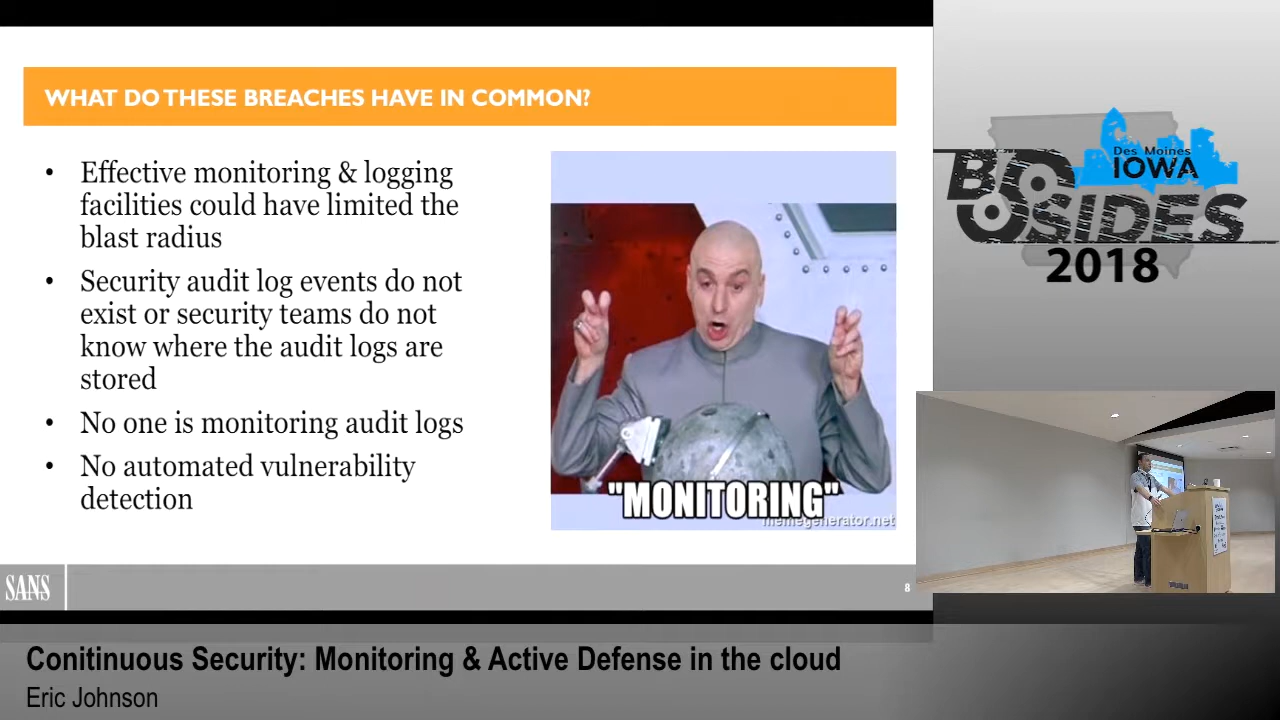 WHAT DO THESE BREACHES HAVE IN COMMON?
• Effective monitoring & logging
facilities could have limited the
blast radius
• Security audit log events do not
exist or security teams do not
know where the audit logs are
stored
• No one is monitoring audit logs
• No automated vulnerability
detection
"MONITORING"
memegenerator.net
SANS
8
Des Moines
IOWA
BSIDES
2018
Conitinuous Security: Monitoring & Active Defense in the cloud
Eric Johnson